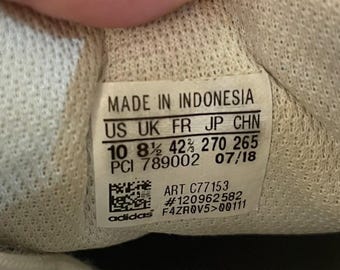 MADE IN INDONESIA
US UK FR JP CHN
10 8½ 42⅔ 270 265
PCI 789002 07/18
ART C77153
#120962582
adidas F4ZR0V5>00111